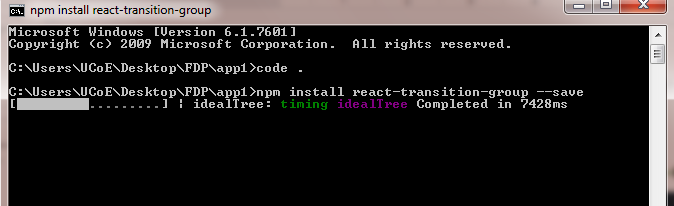 npm install react-transition-group
Microsoft Windows [Version 6.1.7601]
Copyright (c) 2009 Microsoft Corporation.  All rights reserved.
C:\Users\UCoE\Desktop\FDP\app1>code .
C:\Users\UCoE\Desktop\FDP\app1>npm install react-transition-group --save
[         .........] | idealTree: timing idealTree Completed in 7428ms